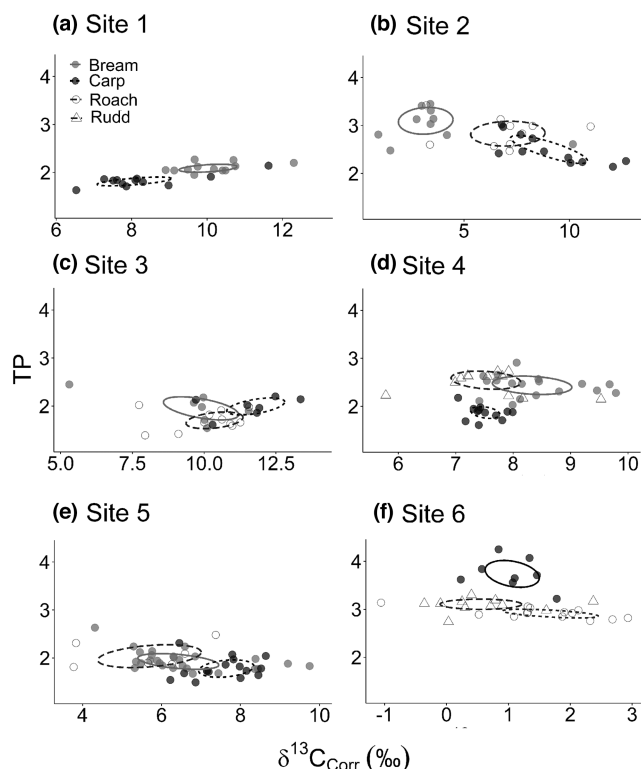 (a) Site 1
(b) Site 2
Bream
Carp
Roach
Rudd
4
3
2
6 8 10 12
4
3
2
5 10
(c) Site 3
(d) Site 4
4
3
2
5.0 7.5 10.0 12.5
4
3
2
6 7 8 9 10
TP
(e) Site 5
(f) Site 6
4
3
2
4 6 8 10
4
3
2
-1 0 1 2 3
δ¹³C_Corr (‰)